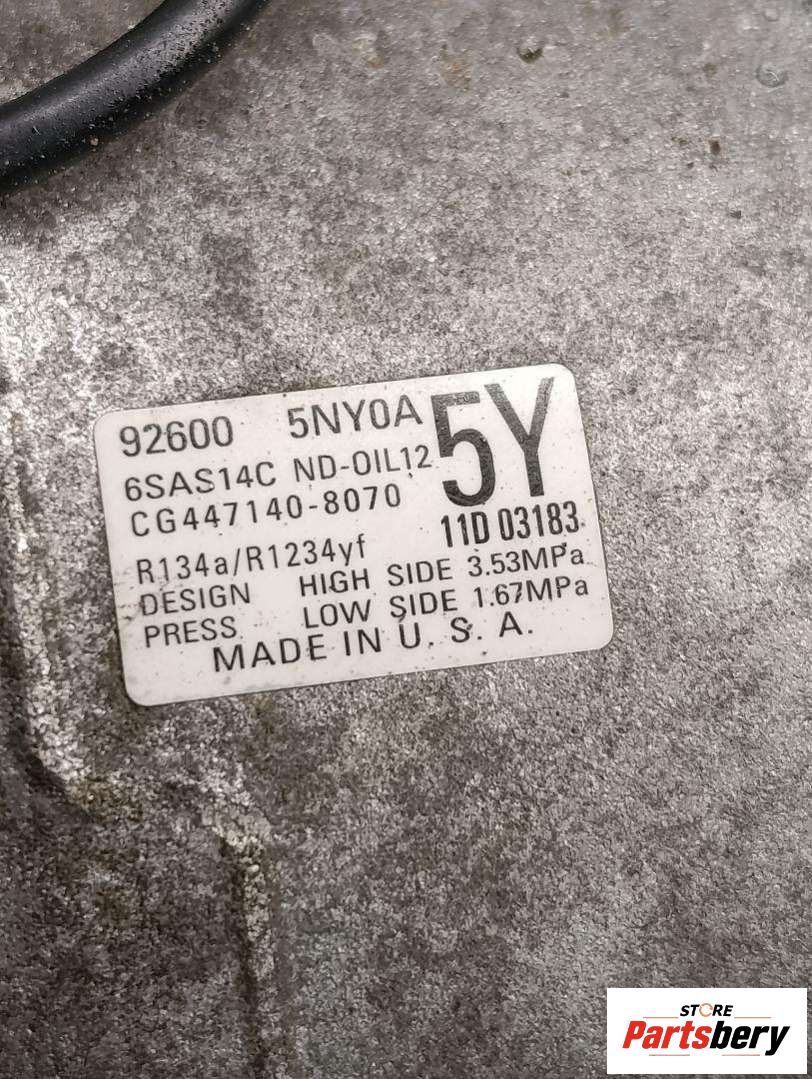 92600 5NY0A 5Y
6SAS14C ND-OIL12
CG447140-8070
11D 03183
R134a/R1234yf
DESIGN HIGH SIDE 3.53MPa
PRESS. LOW SIDE 1.67MPa
MADE IN U. S. A.
STORE
Partsbery